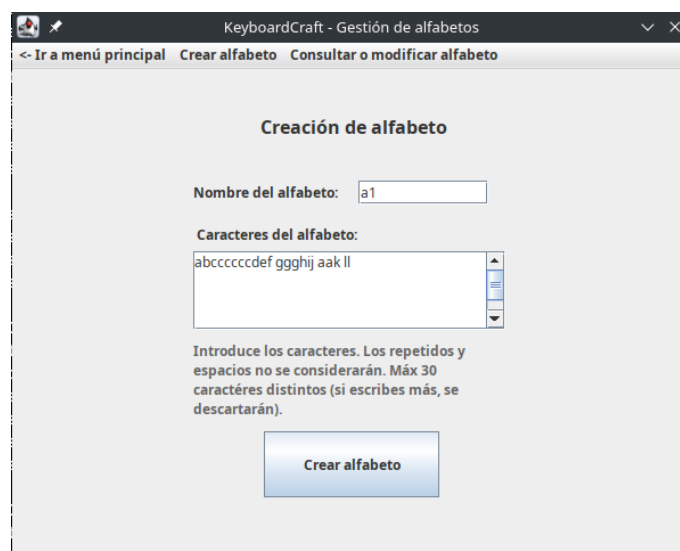 KeyboardCraft - Gestión de alfabetos
<- Ir a menú principal Crear alfabeto Consultar o modificar alfabeto
Creación de alfabeto
Nombre del alfabeto: a1
Caracteres del alfabeto:
abccccccdef ggghij aak ll
Introduce los caracteres. Los repetidos y
espacios no se considerarán. Máx 30
caractéres distintos (si escribes más, se
descartarán).
Crear alfabeto